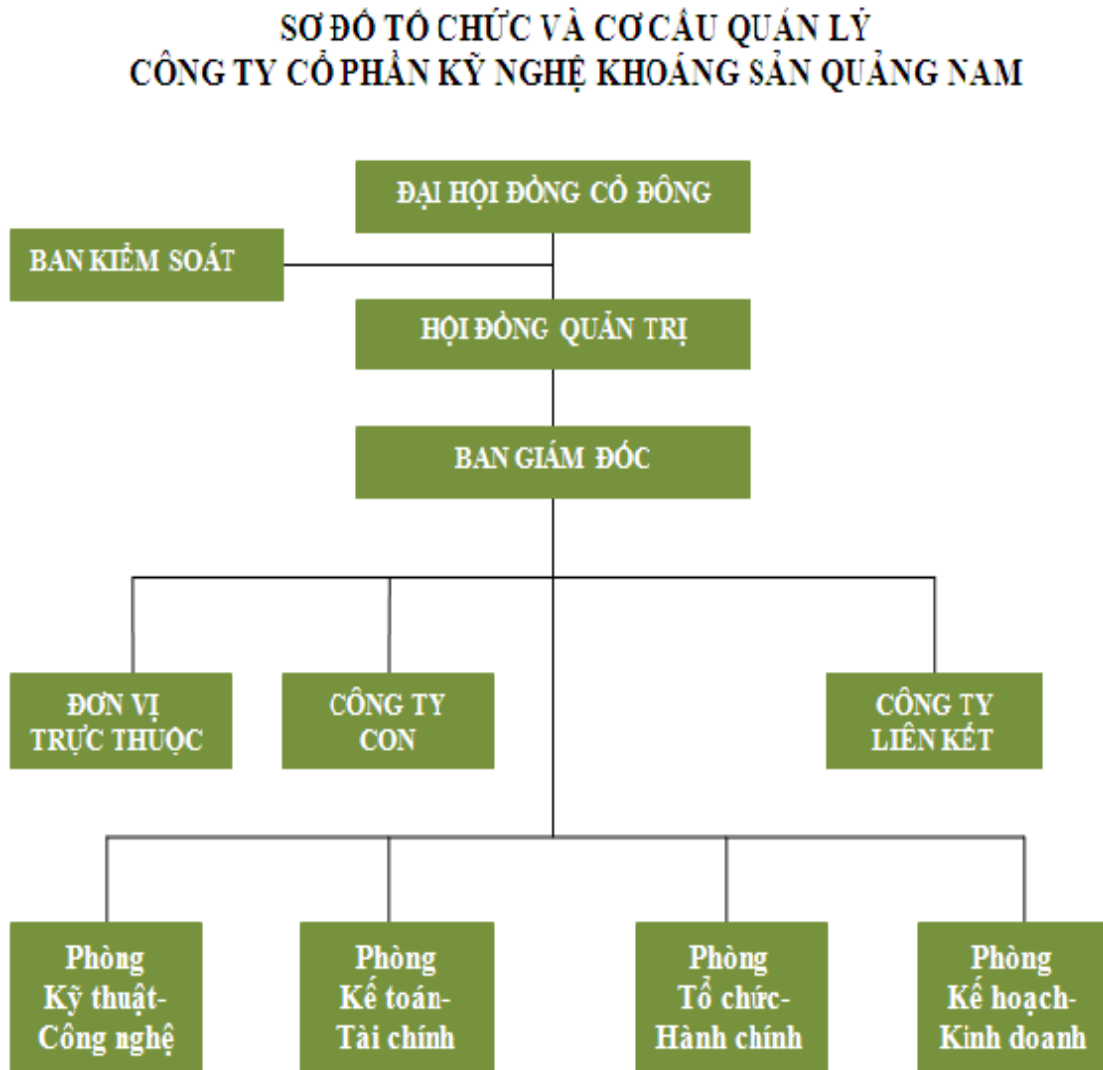 SƠ ĐỒ TỔ CHỨC VÀ CƠ CẤU QUẢN LÝ
CÔNG TY CỔ PHẦN KỸ NGHỆ KHOÁNG SẢN QUẢNG NAM
ĐẠI HỘI ĐỒNG CỔ ĐÔNG
BAN KIỂM SOÁT
HỘI ĐỒNG QUẢN TRỊ
BAN GIÁM ĐỐC
ĐƠN VỊ
TRỰC THUỘC
CÔNG TY
CON
CÔNG TY
LIÊN KẾT
Phòng
Kỹ thuật-
Công nghệ
Phòng
Kế toán-
Tài chính
Phòng
Tổ chức-
Hành chính
Phòng
Kế hoạch-
Kinh doanh